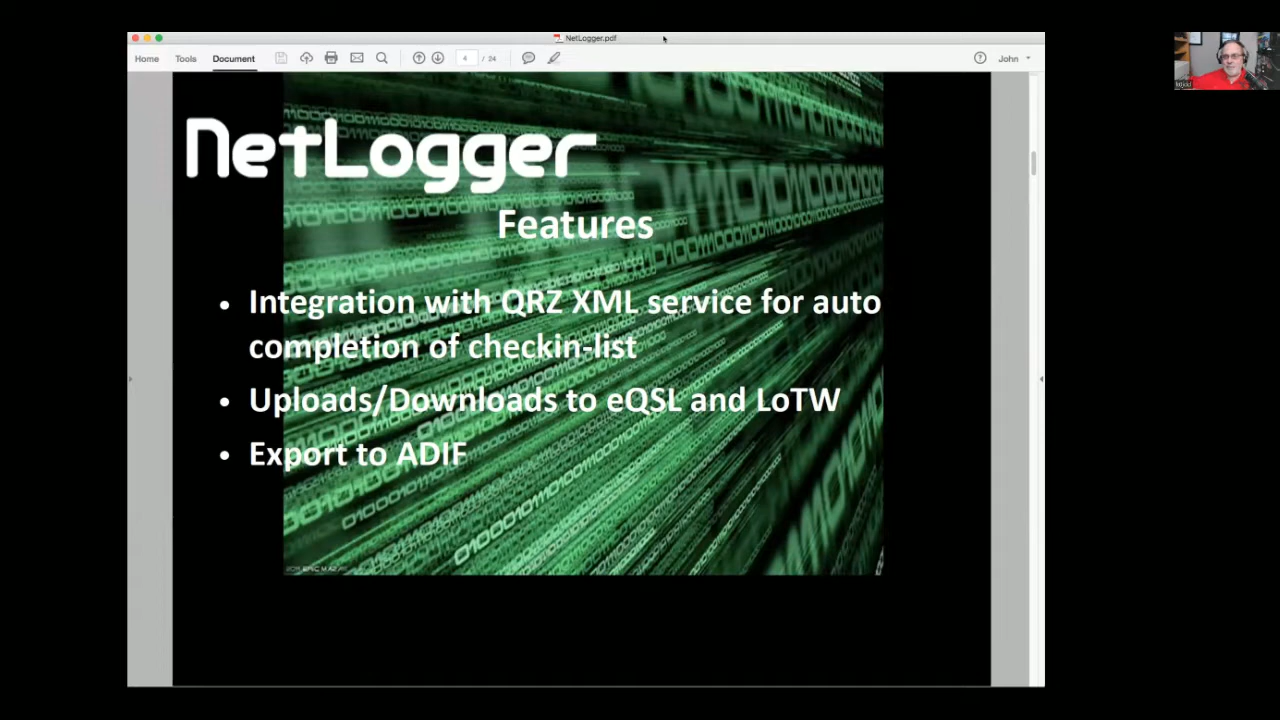 NetLogger.pdf
Home Tools Document 4 / 24 John
NetLogger
Features
• Integration with QRZ XML service for auto
completion of checkin-list
• Uploads/Downloads to eQSL and LoTW
• Export to ADIF